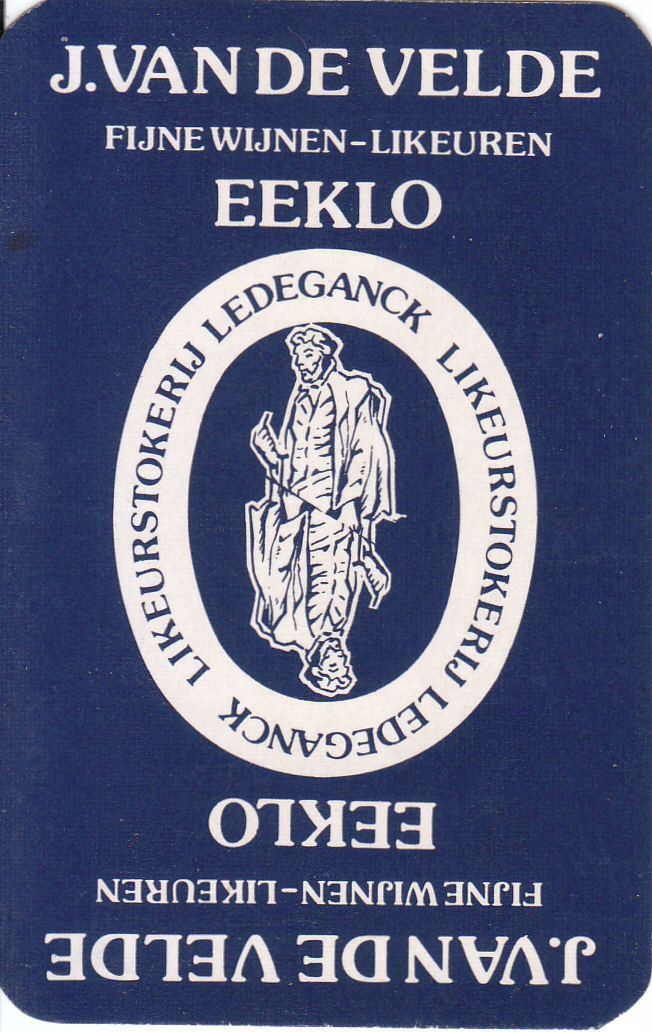 J. VAN DE VELDE
FIJNE WIJNEN-LIKEUREN
EEKLO
LIKEURSTOKERIJ LEDEGANCK
LIKEURSTOKERIJ LEDEGANCK
EEKLO
FIJNE WIJNEN-LIKEUREN
J. VAN DE VELDE